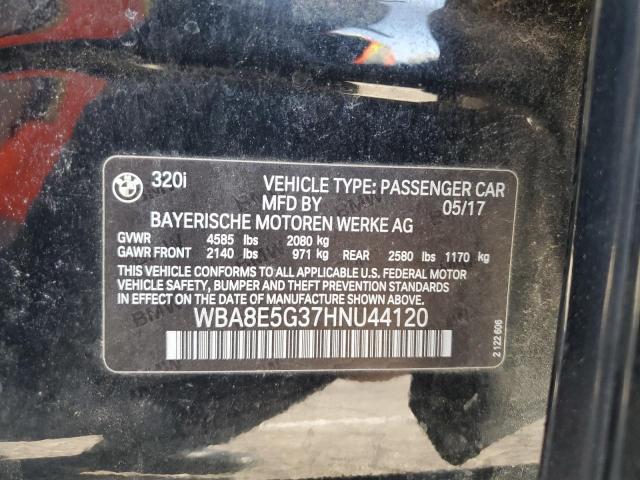 BMW 320i VEHICLE TYPE: PASSENGER CAR
MFD BY 05/17
BAYERISCHE MOTOREN WERKE AG
GVWR 4585 lbs 2080 kg
GAWR FRONT 2140 lbs 971 kg REAR 2580 lbs 1170 kg
THIS VEHICLE CONFORMS TO ALL APPLICABLE U.S. FEDERAL MOTOR
VEHICLE SAFETY, BUMPER AND THEFT PREVENTION STANDARDS
IN EFFECT ON THE DATE OF MANUFACTURE SHOWN ABOVE.
WBA8E5G37HNU44120
2 122 606